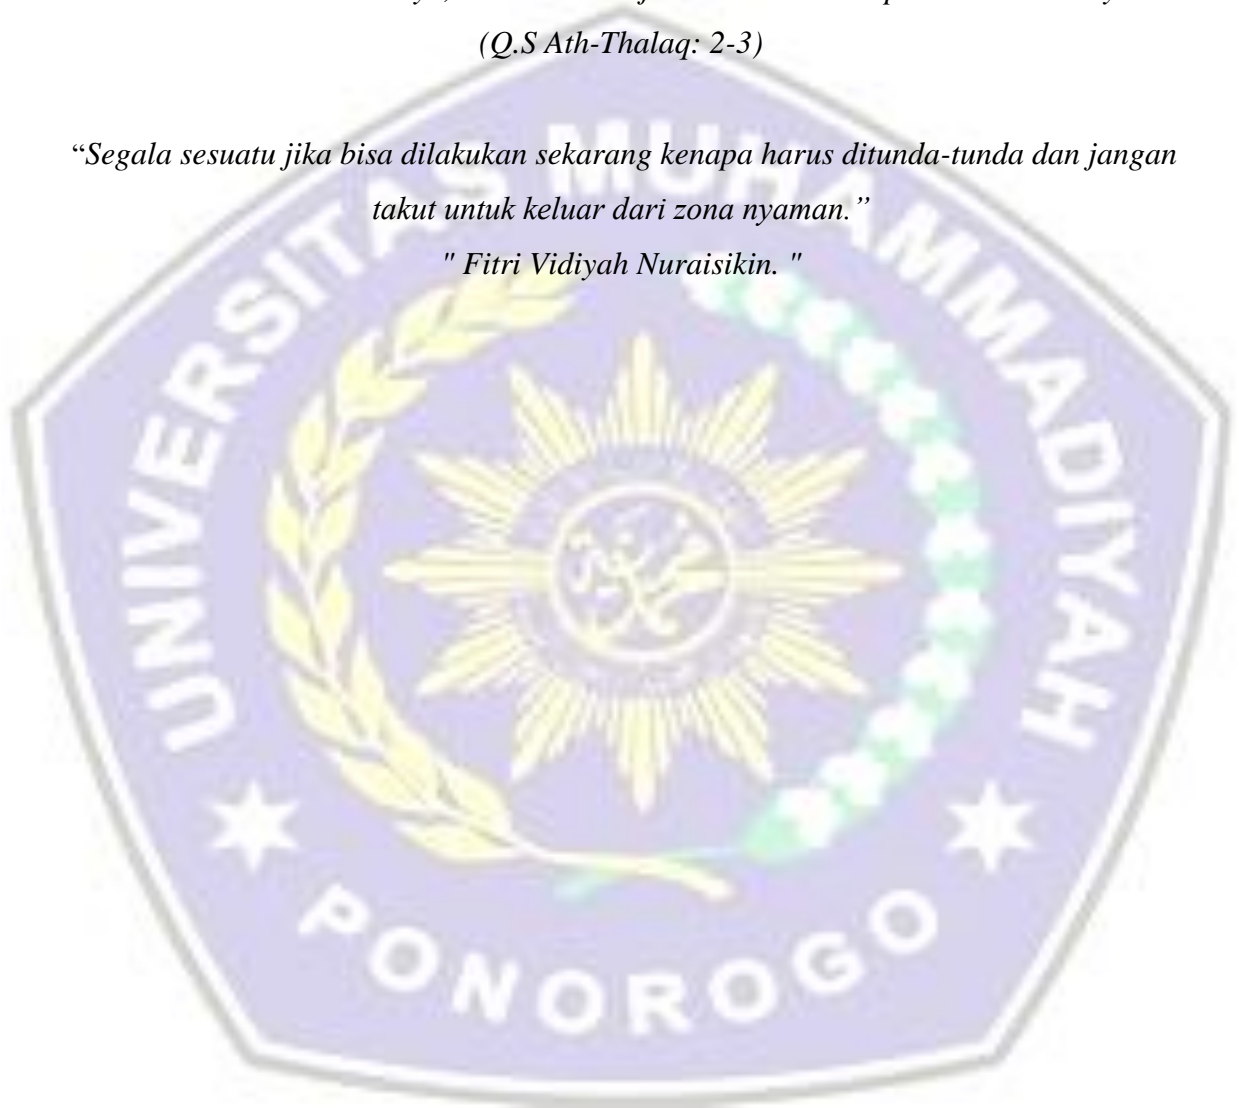 (Q.S Ath-Thalaq: 2-3)
“Segala sesuatu jika bisa dilakukan sekarang kenapa harus ditunda-tunda dan jangan
takut untuk keluar dari zona nyaman.”
" Fitri Vidiyah Nuraisikin. "
UNIVERSITAS MUHAMMADIYAH
PONOROGO